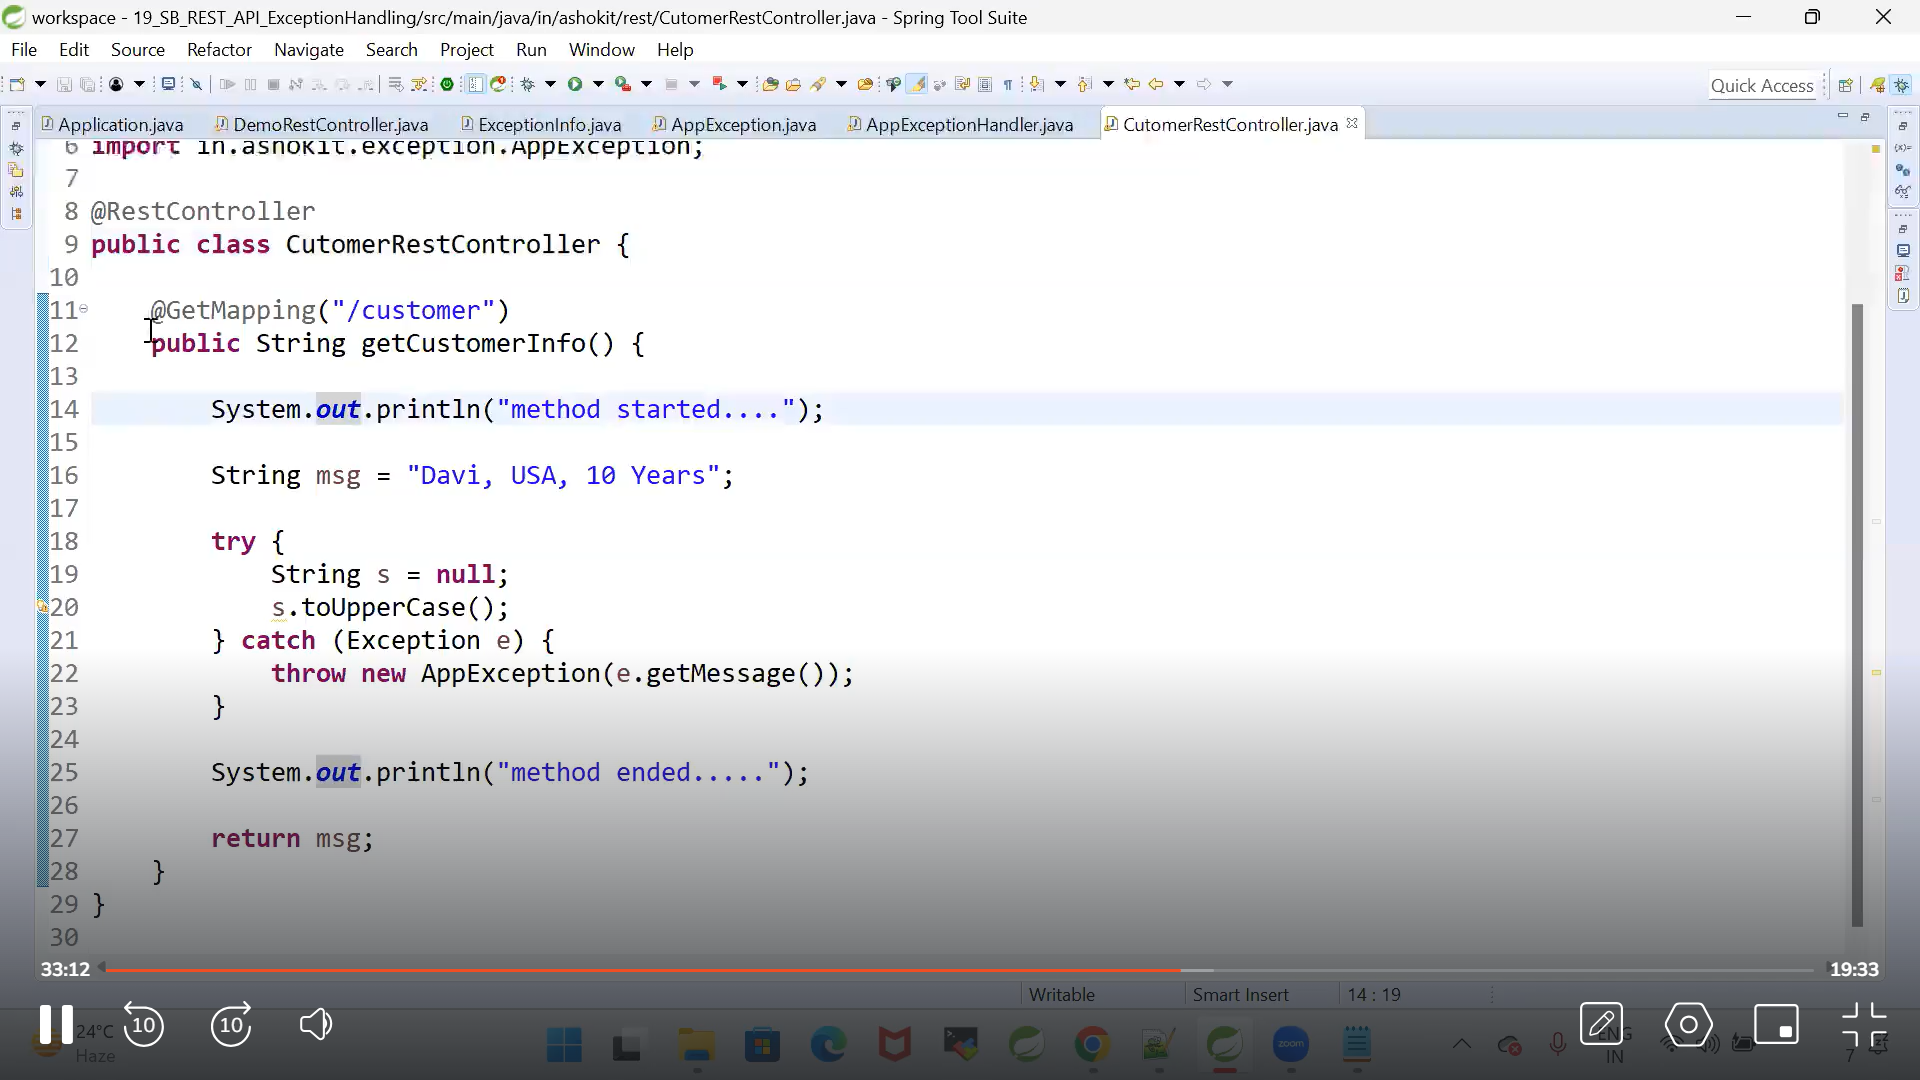 workspace - 19_SB_REST_API_ExceptionHandling/src/main/java/in/ashokit/rest/CutomerRestController.java - Spring Tool Suite
File Edit Source Refactor Navigate Search Project Run Window Help
Quick Access
Application.java DemoRestController.java ExceptionInfo.java AppException.java AppExceptionHandler.java CutomerRestController.java
6 import in.ashokit.exception.AppException;
7
8 @RestController
9 public class CutomerRestController {
10
11 @GetMapping("/customer")
12 public String getCustomerInfo() {
13
14 System.out.println("method started....");
15
16 String msg = "Davi, USA, 10 Years";
17
18 try {
19 String s = null;
20 s.toUpperCase();
21 } catch (Exception e) {
22 throw new AppException(e.getMessage());
23 }
24
25 System.out.println("method ended.....");
26
27 return msg;
28 }
29 }
30
33:12 19:33
Writable Smart Insert 14 : 19
10 10
24°C
Haze
zoom
ENG
IN
7